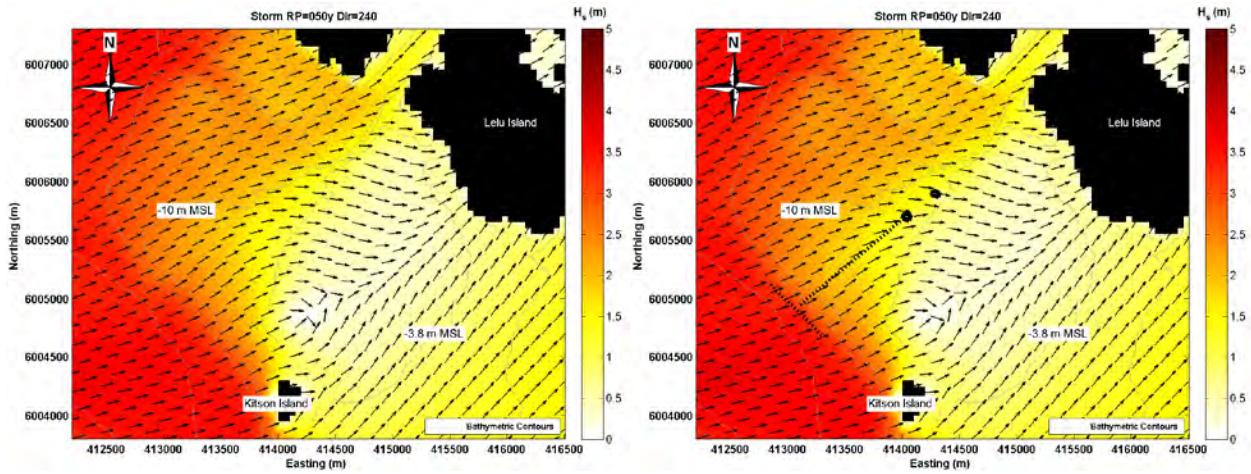 Storm RP=050y Dir=240
H_s (m)
N
Lelu Island
-10 m MSL
-3.8 m MSL
Kitson Island
Bathymetric Contours
6007000
6006500
6006000
6005500
6005000
6004500
6004000
Northing (m)
412500 413000 413500 414000 414500 415000 415500 416000 416500
Easting (m)
5
4.5
4
3.5
3
2.5
2
1.5
1
0.5
0
Storm RP=050y Dir=240
H_s (m)
N
Lelu Island
-10 m MSL
-3.8 m MSL
Kitson Island
Bathymetric Contours
6007000
6006500
6006000
6005500
6005000
6004500
6004000
Northing (m)
412500 413000 413500 414000 414500 415000 415500 416000 416500
Easting (m)
5
4.5
4
3.5
3
2.5
2
1.5
1
0.5
0